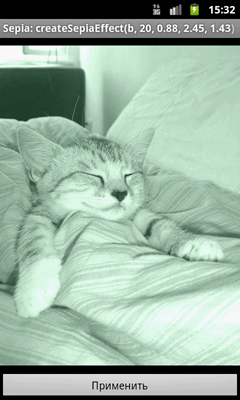 15:32
Sepia: createSepiaEffect(b, 20, 0.88, 2.45, 1.43)
Применить